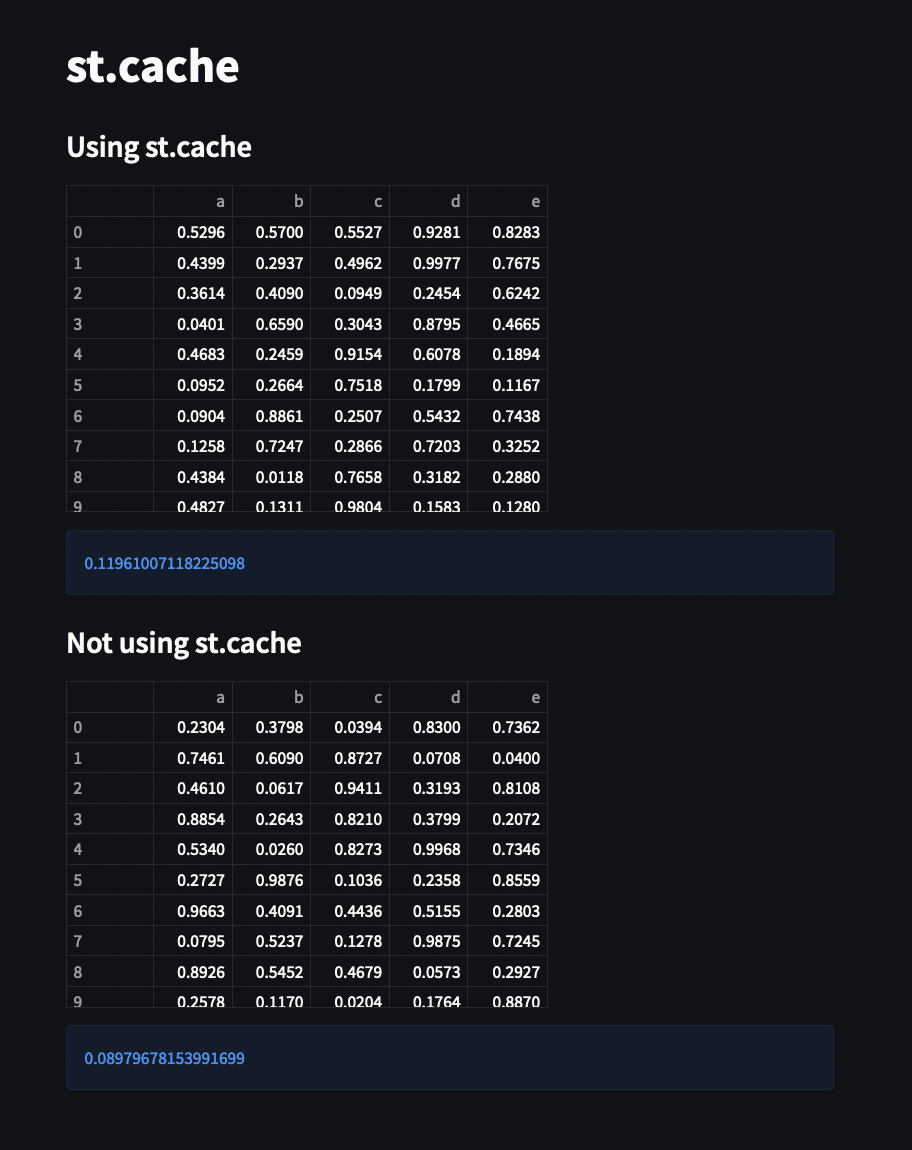 st.cache
Using st.cache
a b c d e
0 0.5296 0.5700 0.5527 0.9281 0.8283
1 0.4399 0.2937 0.4962 0.9977 0.7675
2 0.3614 0.4090 0.0949 0.2454 0.6242
3 0.0401 0.6590 0.3043 0.8795 0.4665
4 0.4683 0.2459 0.9154 0.6078 0.1894
5 0.0952 0.2664 0.7518 0.1799 0.1167
6 0.0904 0.8861 0.2507 0.5432 0.7438
7 0.1258 0.7247 0.2866 0.7203 0.3252
8 0.4384 0.0118 0.7658 0.3182 0.2880
9 0.4827 0.1311 0.9804 0.1583 0.1280
0.11961007118225098
Not using st.cache
a b c d e
0 0.2304 0.3798 0.0394 0.8300 0.7362
1 0.7461 0.6090 0.8727 0.0708 0.0400
2 0.4610 0.0617 0.9411 0.3193 0.8108
3 0.8854 0.2643 0.8210 0.3799 0.2072
4 0.5340 0.0260 0.8273 0.9968 0.7346
5 0.2727 0.9876 0.1036 0.2358 0.8559
6 0.9663 0.4091 0.4436 0.5155 0.2803
7 0.0795 0.5237 0.1278 0.9875 0.7245
8 0.8926 0.5452 0.4679 0.0573 0.2927
9 0.2578 0.1170 0.0204 0.1764 0.8870
0.08979678153991699